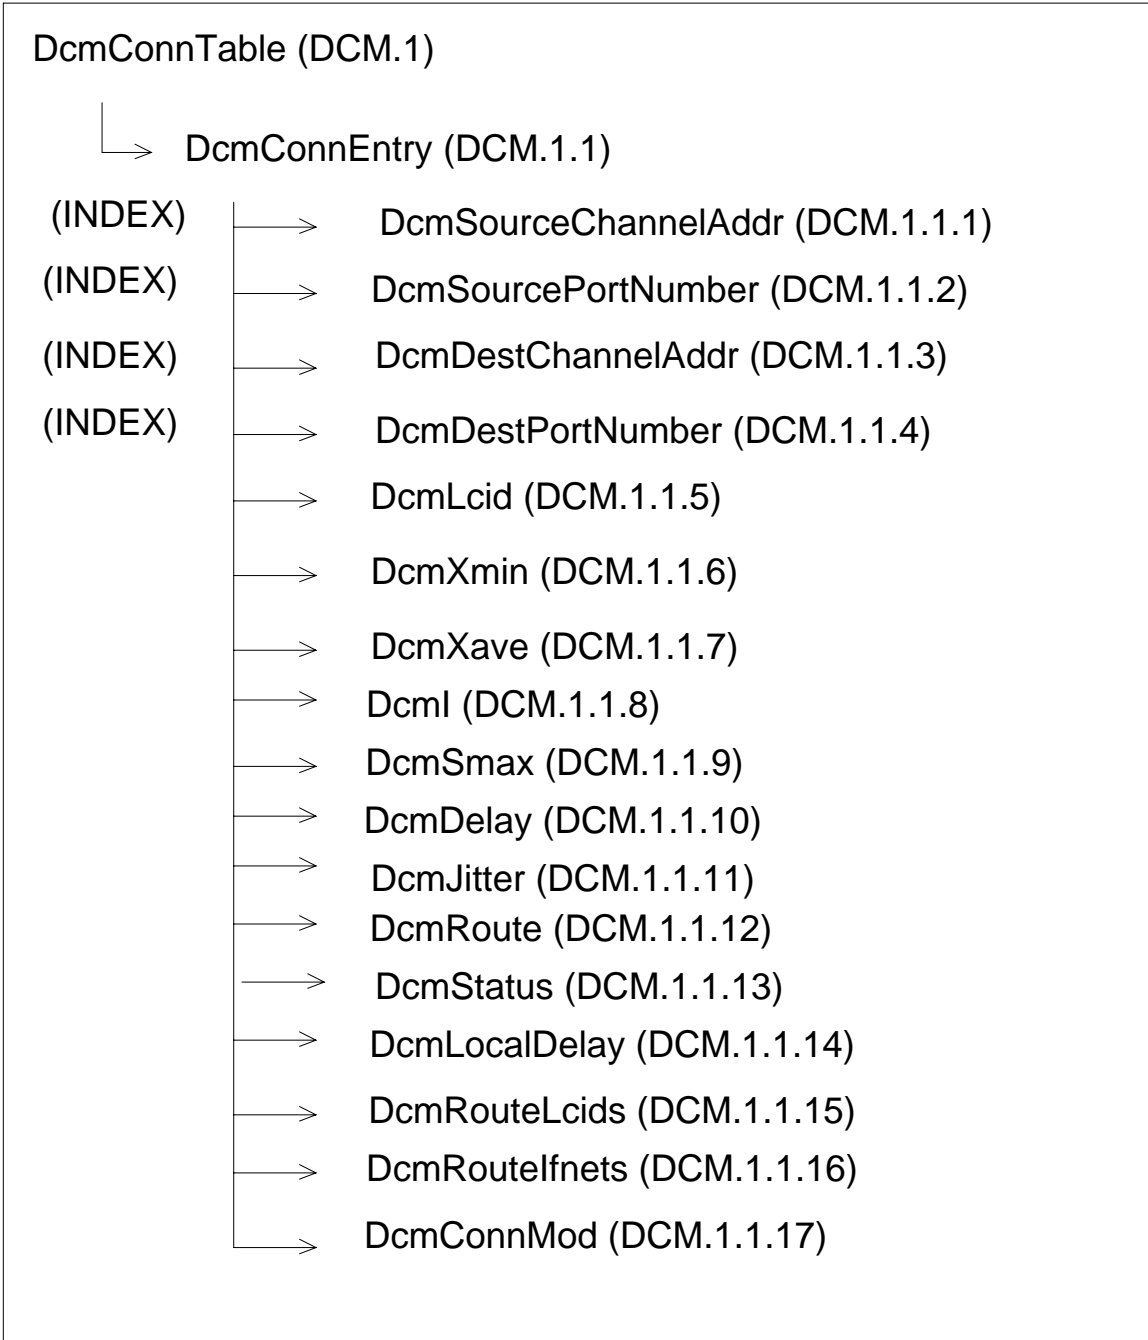 DcmConnTable (DCM.1)
DcmConnEntry (DCM.1.1)
(INDEX) DcmSourceChannelAddr (DCM.1.1.1)
(INDEX) DcmSourcePortNumber (DCM.1.1.2)
(INDEX) DcmDestChannelAddr (DCM.1.1.3)
(INDEX) DcmDestPortNumber (DCM.1.1.4)
DcmLcid (DCM.1.1.5)
DcmXmin (DCM.1.1.6)
DcmXave (DCM.1.1.7)
DcmI (DCM.1.1.8)
DcmSmax (DCM.1.1.9)
DcmDelay (DCM.1.1.10)
DcmJitter (DCM.1.1.11)
DcmRoute (DCM.1.1.12)
DcmStatus (DCM.1.1.13)
DcmLocalDelay (DCM.1.1.14)
DcmRouteLcids (DCM.1.1.15)
DcmRouteIfnets (DCM.1.1.16)
DcmConnMod (DCM.1.1.17)